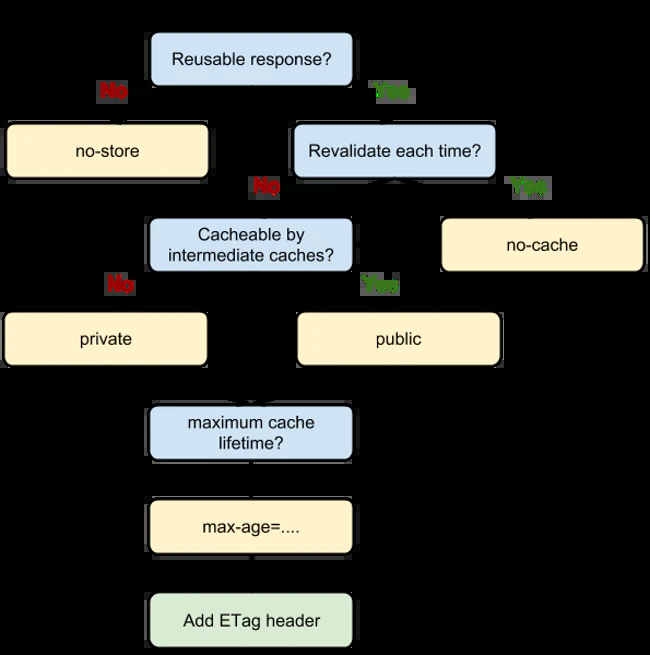 Reusable response?
No
Yes
no-store
Revalidate each time?
No
Yes
Cacheable by
intermediate caches?
no-cache
No
Yes
private
public
maximum cache
lifetime?
max-age=....
Add ETag header